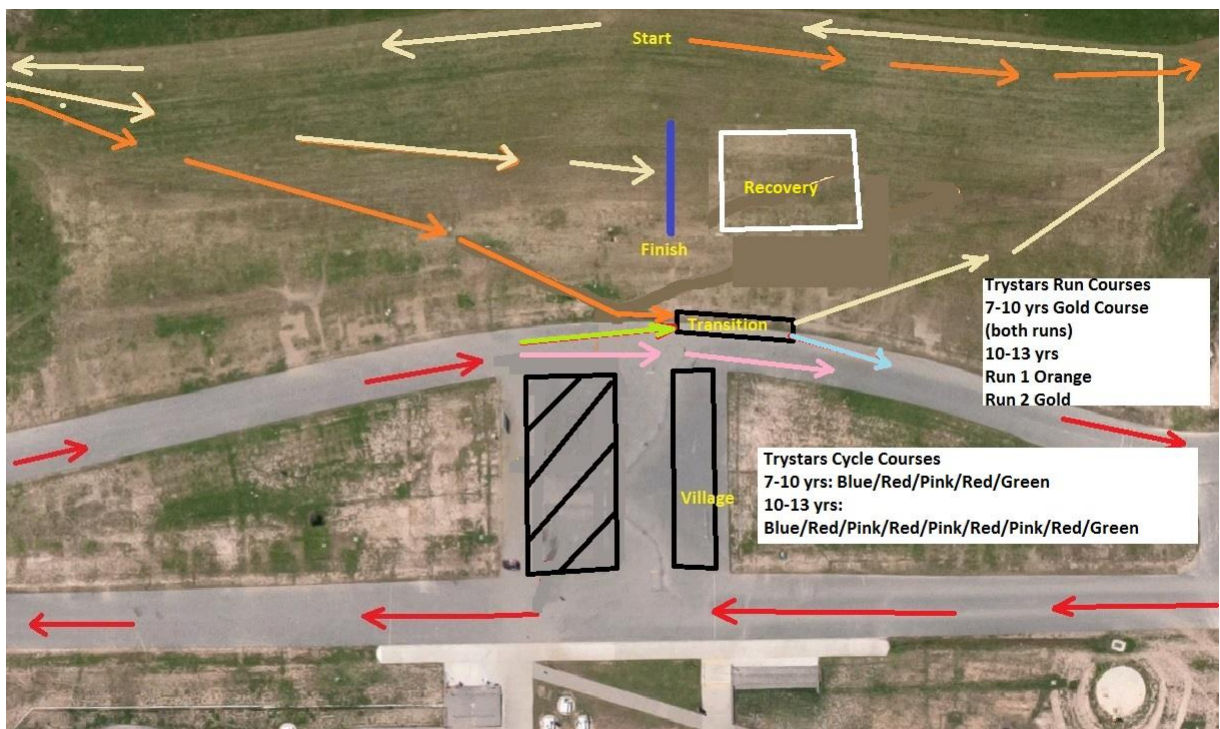 Start
Recovery
Finish
Transition
Trystars Run Courses
7-10 yrs Gold Course
(both runs)
10-13 yrs
Run 1 Orange
Run 2 Gold
Trystars Cycle Courses
7-10 yrs: Blue/Red/Pink/Red/Green
10-13 yrs:
Blue/Red/Pink/Red/Pink/Red/Pink/Red/Green
Village